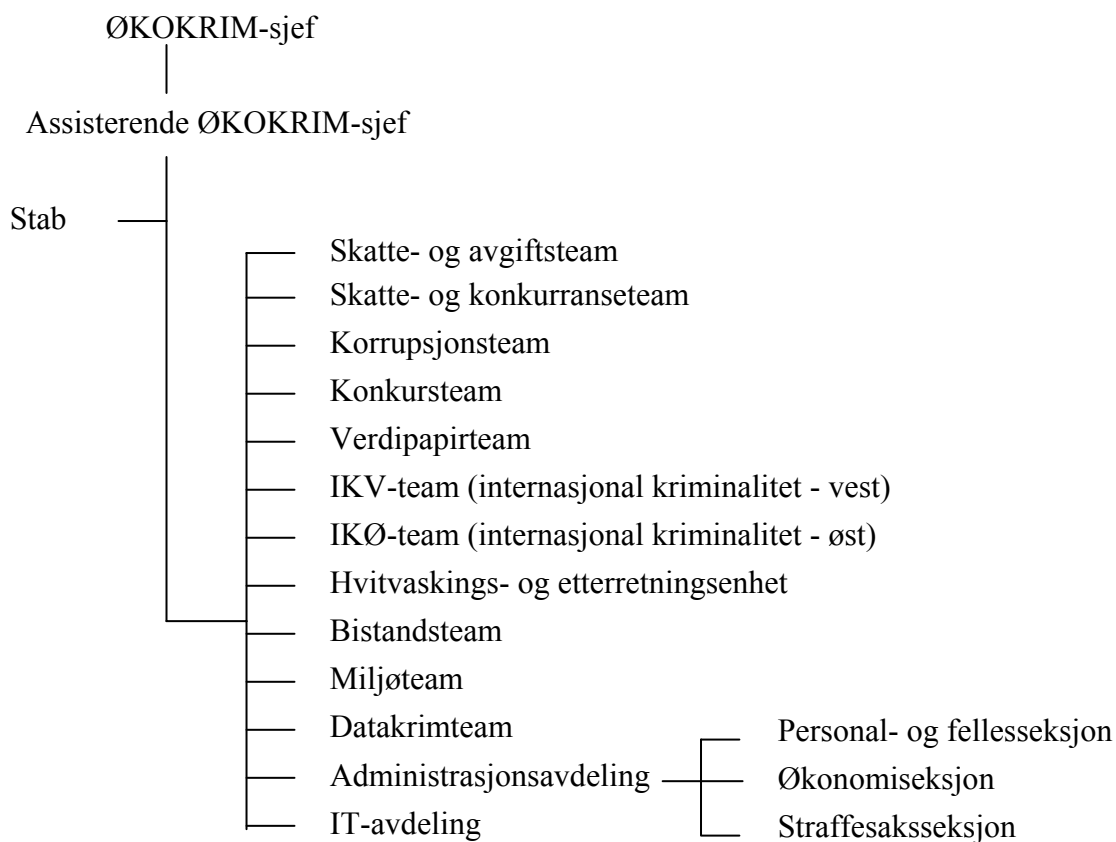 ØKOKRIM-sjef
Assisterende ØKOKRIM-sjef
Stab
Skatte- og avgiftsteam
Skatte- og konkurranseteam
Korrupsjonsteam
Konkursteam
Verdipapirteam
IKV-team (internasjonal kriminalitet - vest)
IKØ-team (internasjonal kriminalitet - øst)
Hvitvaskings- og etterretningsenhet
Bistandsteam
Miljøteam
Datakrimteam
Administrasjonsavdeling
IT-avdeling
Personal- og fellesseksjon
Økonomiseksjon
Straffesaksseksjon